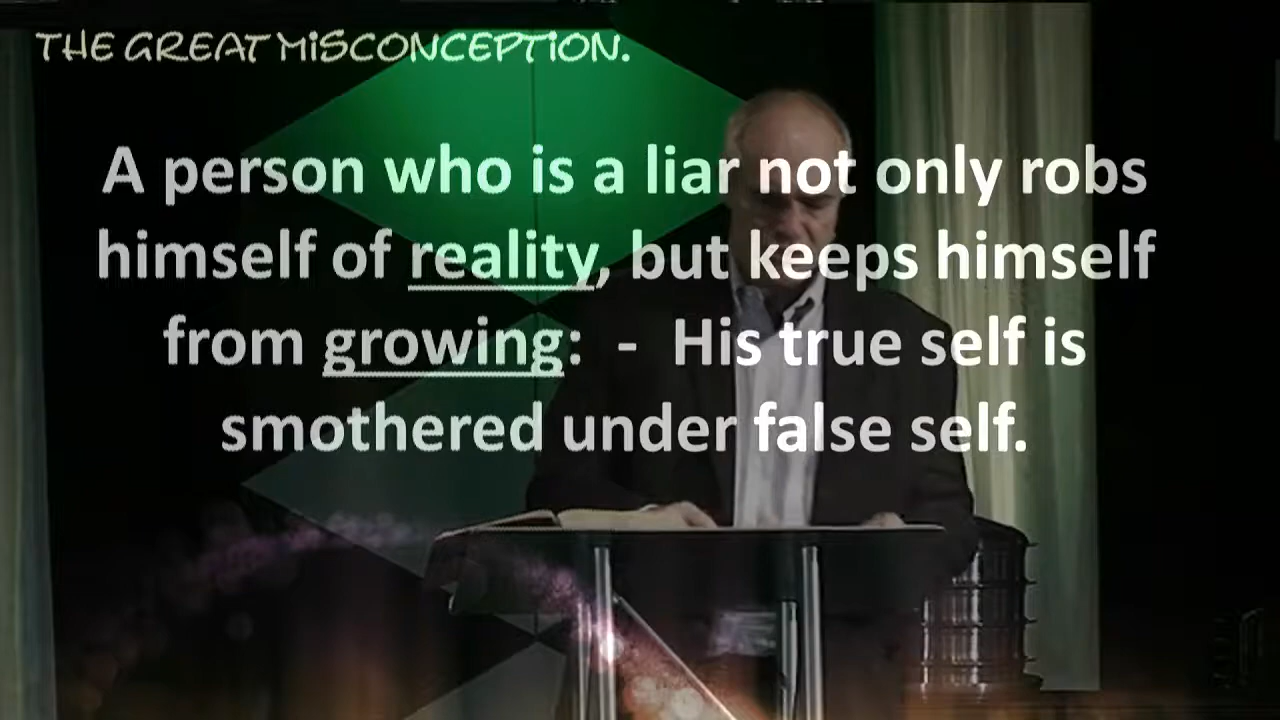 THE GREAT MISCONCEPTION.
A person who is a liar not only robs
himself of reality, but keeps himself
from growing: - His true self is
smothered under false self.